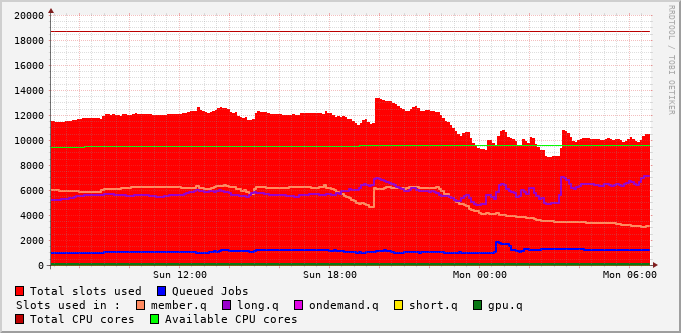 20000
18000
16000
14000
12000
10000
8000
6000
4000
2000
0
Sun 12:00 Sun 18:00 Mon 00:00 Mon 06:00
Total slots used Queued Jobs
Slots used in : member.q long.q ondemand.q short.q gpu.q
Total CPU cores Available CPU cores
RRDTOOL / TOBI OETIKER